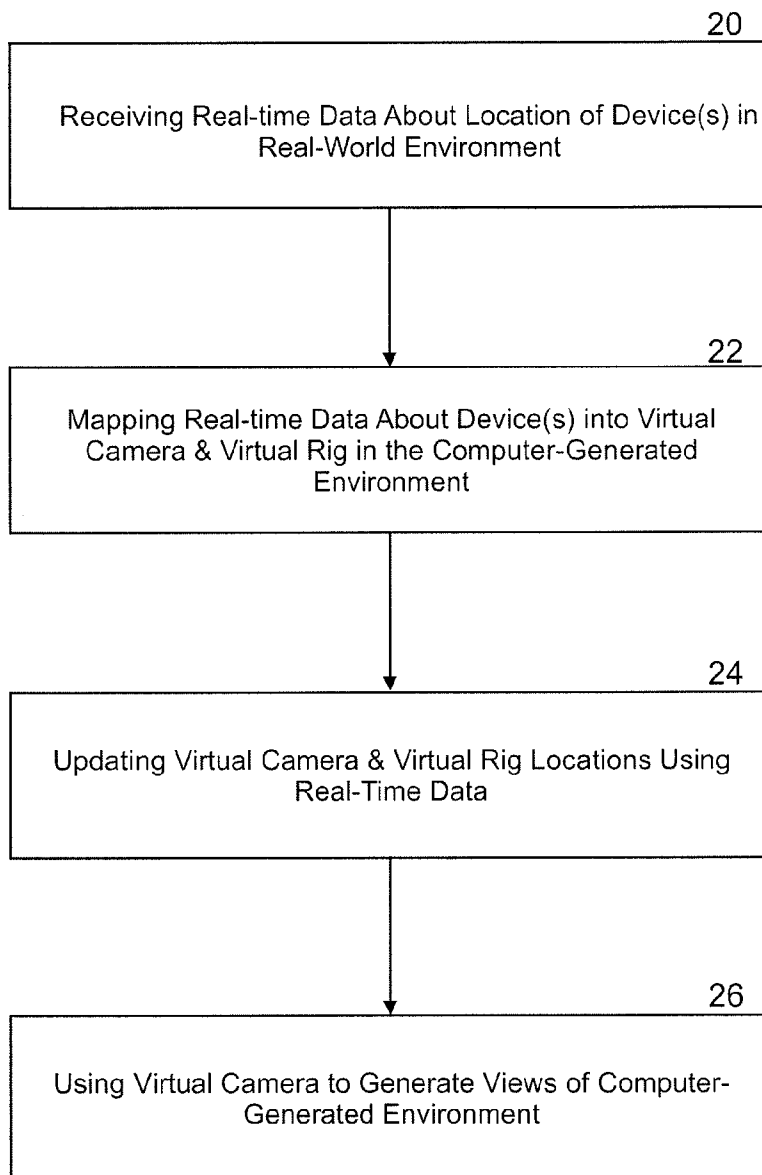 20
Receiving Real-time Data About Location of Device(s) in
Real-World Environment
22
Mapping Real-time Data About Device(s) into Virtual
Camera & Virtual Rig in the Computer-Generated
Environment
24
Updating Virtual Camera & Virtual Rig Locations Using
Real-Time Data
26
Using Virtual Camera to Generate Views of Computer-
Generated Environment